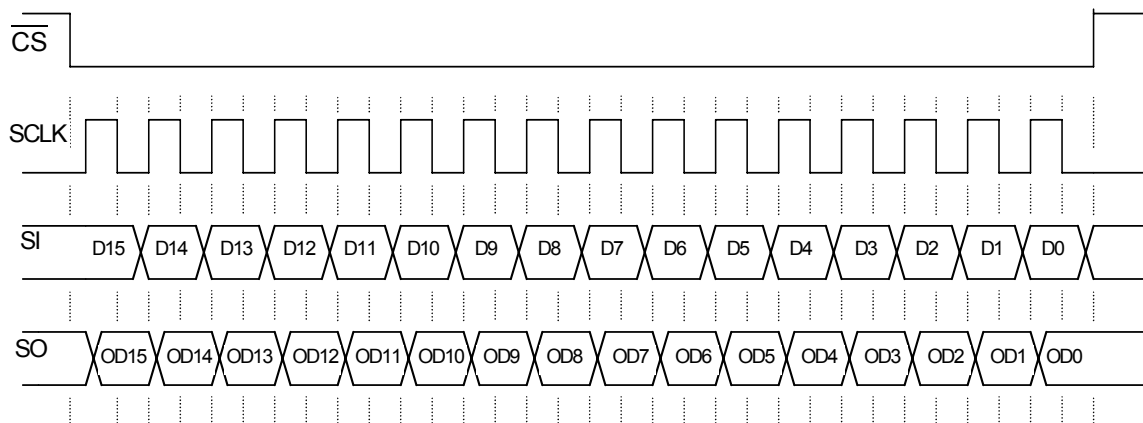 CS
SCLK
SI D15 D14 D13 D12 D11 D10 D9 D8 D7 D6 D5 D4 D3 D2 D1 D0
SO OD15 OD14 OD13 OD12 OD11 OD10 OD9 OD8 OD7 OD6 OD5 OD4 OD3 OD2 OD1 OD0